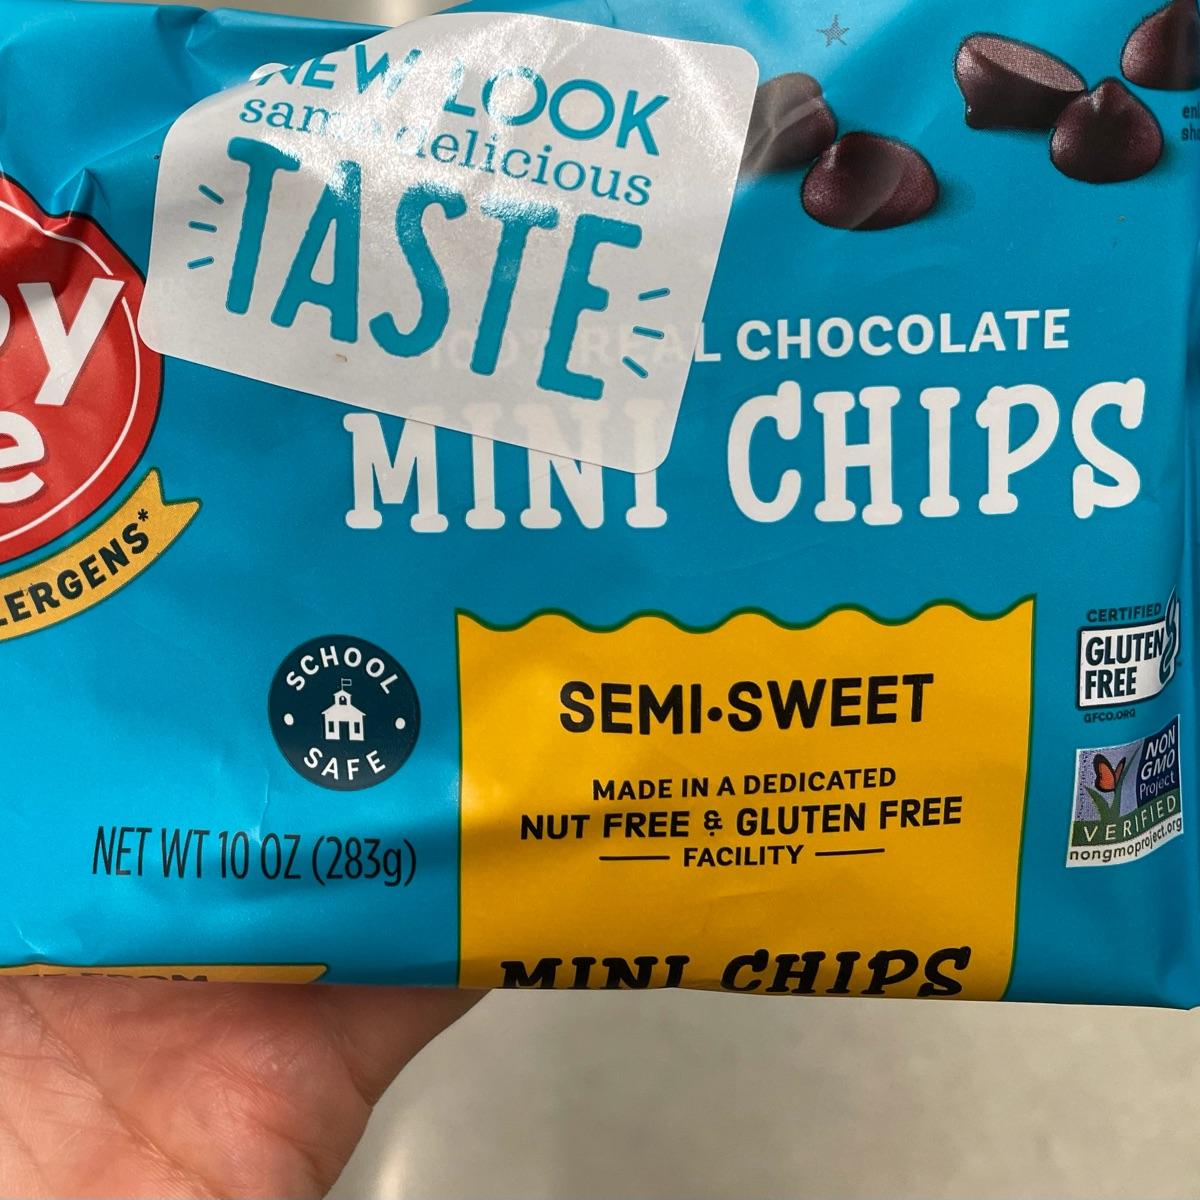 NEW LOOK
same delicious
TASTE
100% REAL CHOCOLATE
MINI CHIPS
SCHOOL
SAFE
SEMI•SWEET
MADE IN A DEDICATED
NUT FREE & GLUTEN FREE
FACILITY
MINI CHIPS
NET WT 10 OZ (283g)
CERTIFIED
GLUTEN
FREE
GFCO.ORG
NON
GMO
Project
VERIFIED
nongmoproject.org